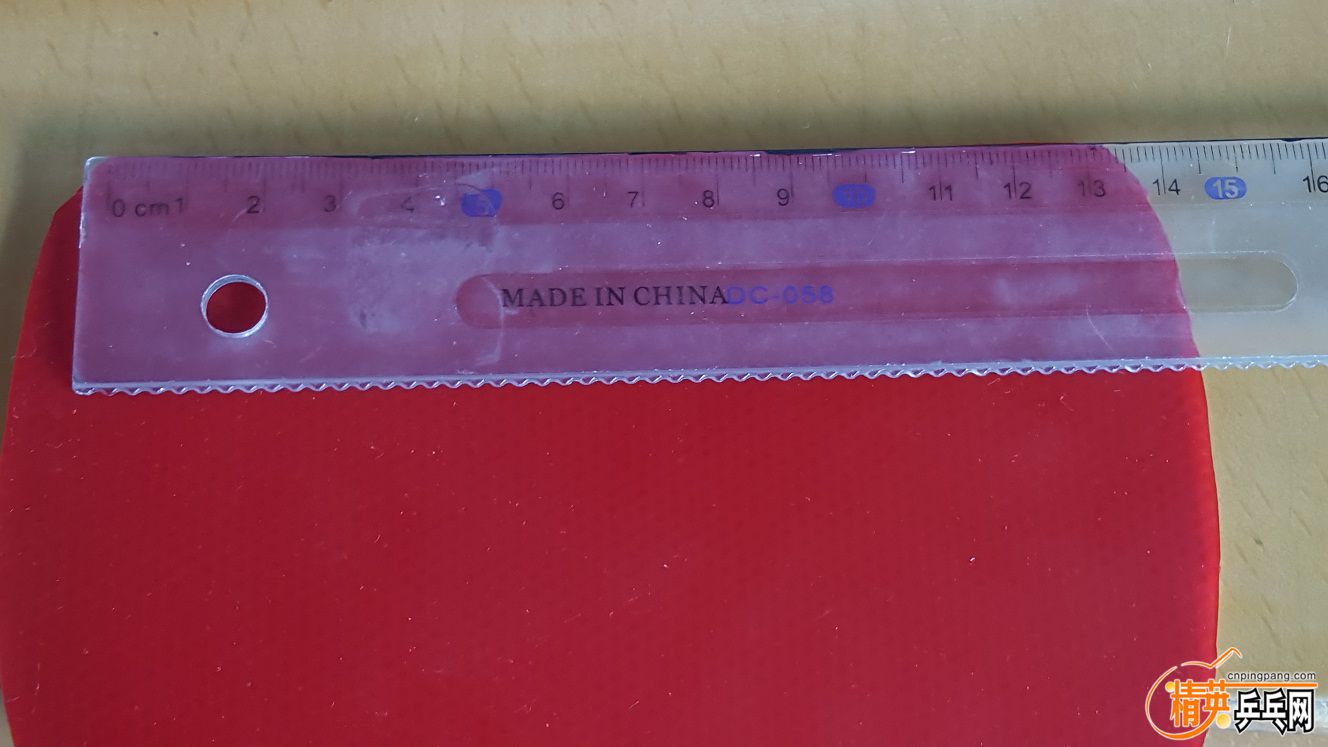 0 cm 1 2 3 4 5 6 7 8 9 10 11 12 13 14 15 16
MADE IN CHINA DC-058
cnpingpang.com
精英乒乓网